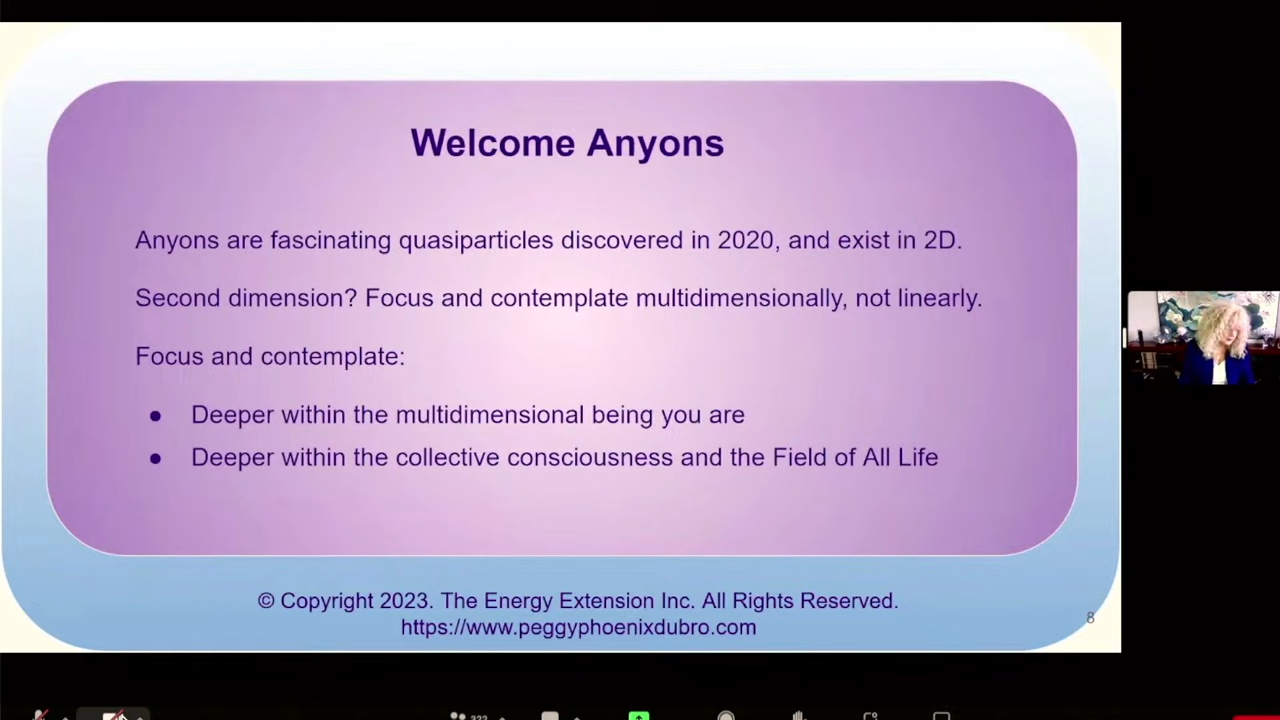 Welcome Anyons
Anyons are fascinating quasiparticles discovered in 2020, and exist in 2D.
Second dimension? Focus and contemplate multidimensionally, not linearly.
Focus and contemplate:
● Deeper within the multidimensional being you are
● Deeper within the collective consciousness and the Field of All Life
© Copyright 2023. The Energy Extension Inc. All Rights Reserved.
https://www.peggyphoenixdubro.com
8